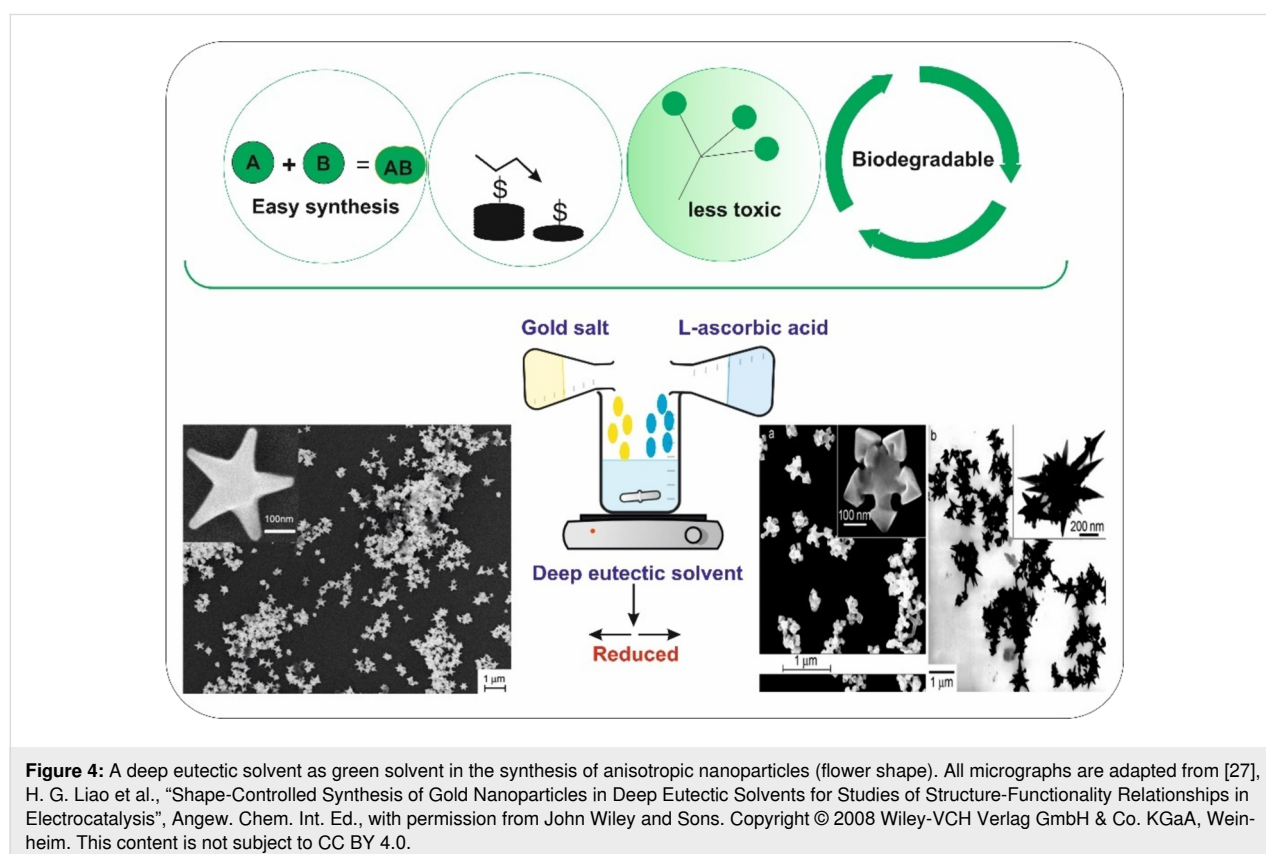 A + B = AB
Easy synthesis
$
$
less toxic
Biodegradable
Gold salt
L-ascorbic acid
100nm
1 μm
Deep eutectic solvent
Reduced
a
100 nm
1 μm
b
200 nm
1 μm
Figure 4: A deep eutectic solvent as green solvent in the synthesis of anisotropic nanoparticles (flower shape). All micrographs are adapted from [27],
H. G. Liao et al., “Shape-Controlled Synthesis of Gold Nanoparticles in Deep Eutectic Solvents for Studies of Structure-Functionality Relationships in
Electrocatalysis”, Angew. Chem. Int. Ed., with permission from John Wiley and Sons. Copyright © 2008 Wiley-VCH Verlag GmbH & Co. KGaA, Wein-
heim. This content is not subject to CC BY 4.0.